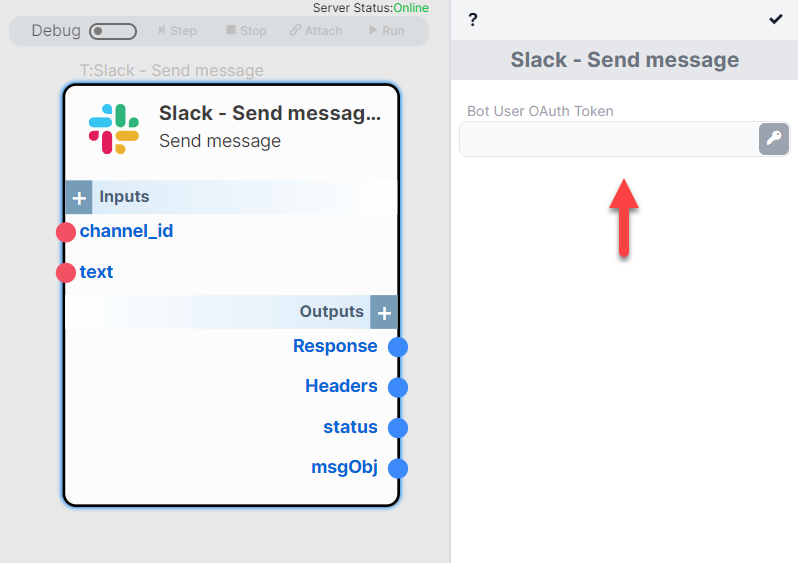 Server Status:Online
Debug
Step
Stop
Attach
Run
T:Slack - Send message
Slack - Send messag...
Send message
+ Inputs
channel_id
text
Outputs +
Response
Headers
status
msgObj
?
Slack - Send message
Bot User OAuth Token